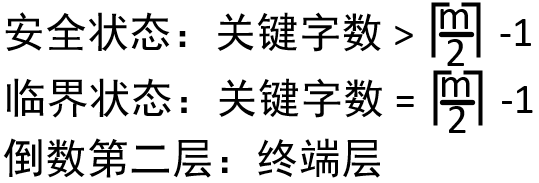 安全状态：关键字数 > ⌈m/2⌉ -1
临界状态：关键字数 = ⌈m/2⌉ -1
倒数第二层：终端层